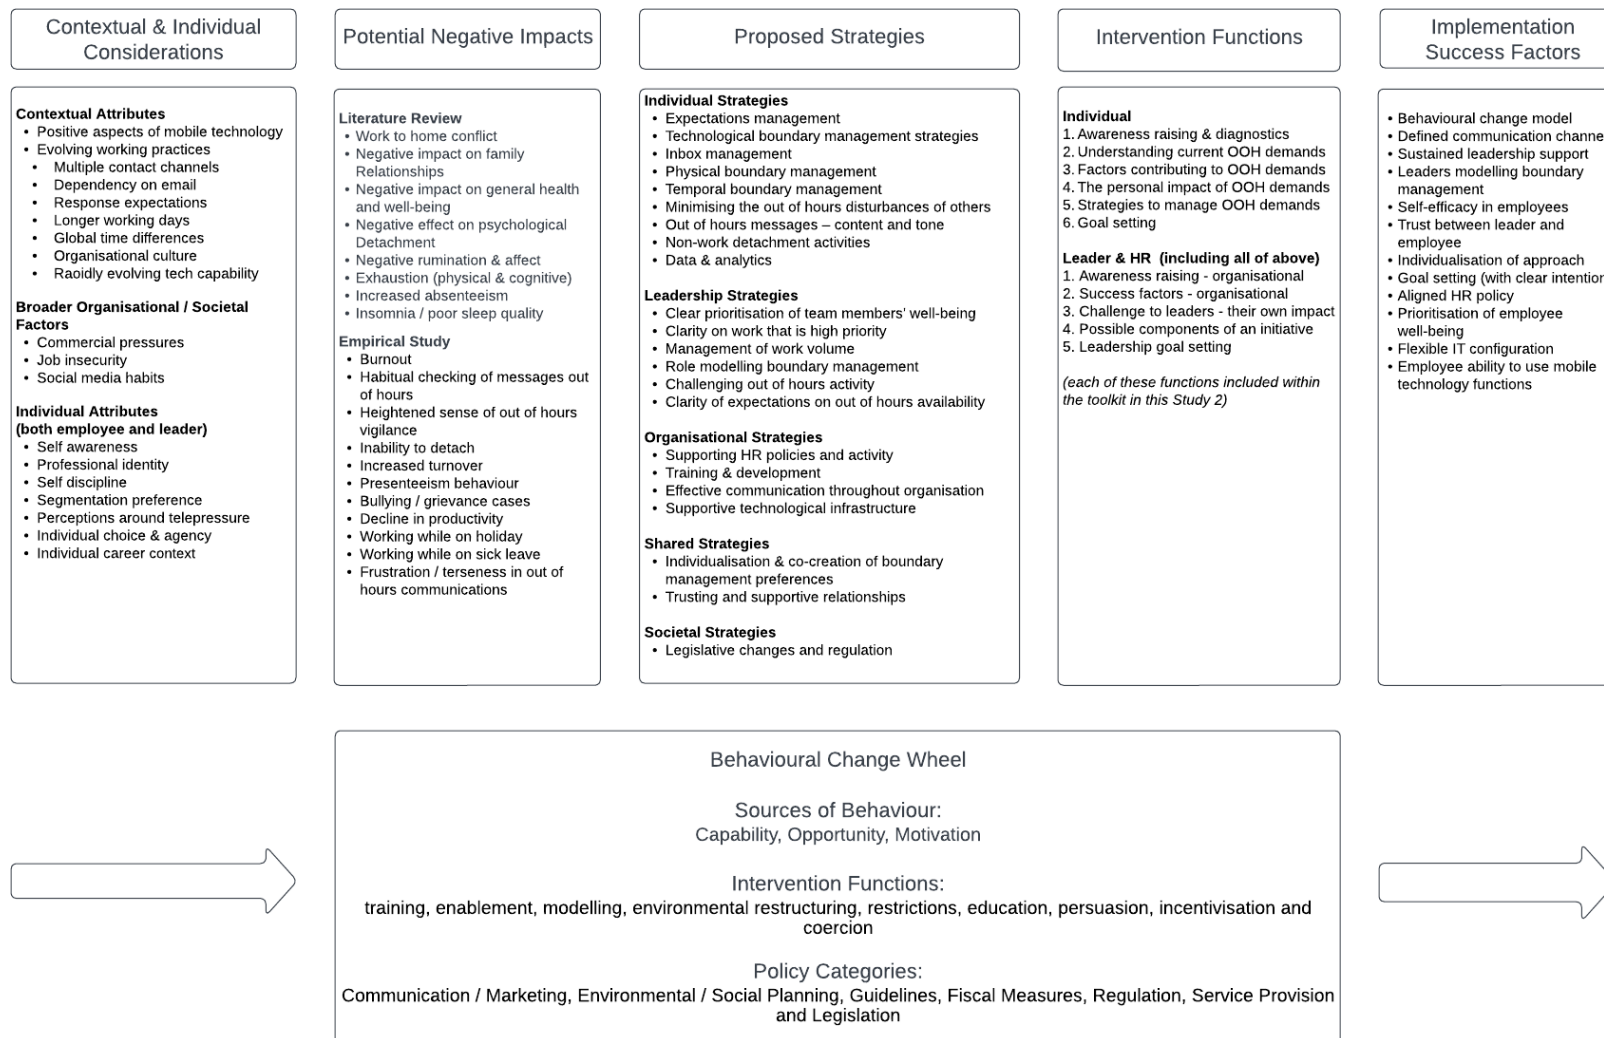 Contextual & Individual
Considerations
Contextual Attributes
• Positive aspects of mobile technology
• Evolving working practices
• Multiple contact channels
• Dependency on email
• Response expectations
• Longer working days
• Global time differences
• Organisational culture
• Raoidly evolving tech capability
Broader Organisational / Societal
Factors
• Commercial pressures
• Job insecurity
• Social media habits
Individual Attributes
(both employee and leader)
• Self awareness
• Professional identity
• Self discipline
• Segmentation preference
• Perceptions around telepressure
• Individual choice & agency
• Individual career context
Potential Negative Impacts
Literature Review
• Work to home conflict
• Negative impact on family
Relationships
• Negative impact on general health
and well-being
• Negative effect on psychological
Detachment
• Negative rumination & affect
• Exhaustion (physical & cognitive)
• Increased absenteeism
• Insomnia / poor sleep quality
Empirical Study
• Burnout
• Habitual checking of messages out
of hours
• Heightened sense of out of hours
vigilance
• Inability to detach
• Increased turnover
• Presenteeism behaviour
• Bullying / grievance cases
• Decline in productivity
• Working while on holiday
• Working while on sick leave
• Frustration / terseness in out of
hours communications
Proposed Strategies
Individual Strategies
• Expectations management
• Technological boundary management strategies
• Inbox management
• Physical boundary management
• Temporal boundary management
• Minimising the out of hours disturbances of others
• Out of hours messages – content and tone
• Non-work detachment activities
• Data & analytics
Leadership Strategies
• Clear prioritisation of team members' well-being
• Clarity on work that is high priority
• Management of work volume
• Role modelling boundary management
• Challenging out of hours activity
• Clarity of expectations on out of hours availability
Organisational Strategies
• Supporting HR policies and activity
• Training & development
• Effective communication throughout organisation
• Supportive technological infrastructure
Shared Strategies
• Individualisation & co-creation of boundary
management preferences
• Trusting and supportive relationships
Societal Strategies
• Legislative changes and regulation
Intervention Functions
Individual
1. Awareness raising & diagnostics
2. Understanding current OOH demands
3. Factors contributing to OOH demands
4. The personal impact of OOH demands
5. Strategies to manage OOH demands
6. Goal setting
Leader & HR (including all of above)
1. Awareness raising - organisational
2. Success factors - organisational
3. Challenge to leaders - their own impact
4. Possible components of an initiative
5. Leadership goal setting
(each of these functions included within
the toolkit in this Study 2)
Implementation
Success Factors
• Behavioural change model
• Defined communication channe
• Sustained leadership support
• Leaders modelling boundary
management
• Self-efficacy in employees
• Trust between leader and
employee
• Individualisation of approach
• Goal setting (with clear intention
• Aligned HR policy
• Prioritisation of employee
well-being
• Flexible IT configuration
• Employee ability to use mobile
technology functions
Behavioural Change Wheel
Sources of Behaviour:
Capability, Opportunity, Motivation
Intervention Functions:
training, enablement, modelling, environmental restructuring, restrictions, education, persuasion, incentivisation and
coercion
Policy Categories:
Communication / Marketing, Environmental / Social Planning, Guidelines, Fiscal Measures, Regulation, Service Provision
and Legislation